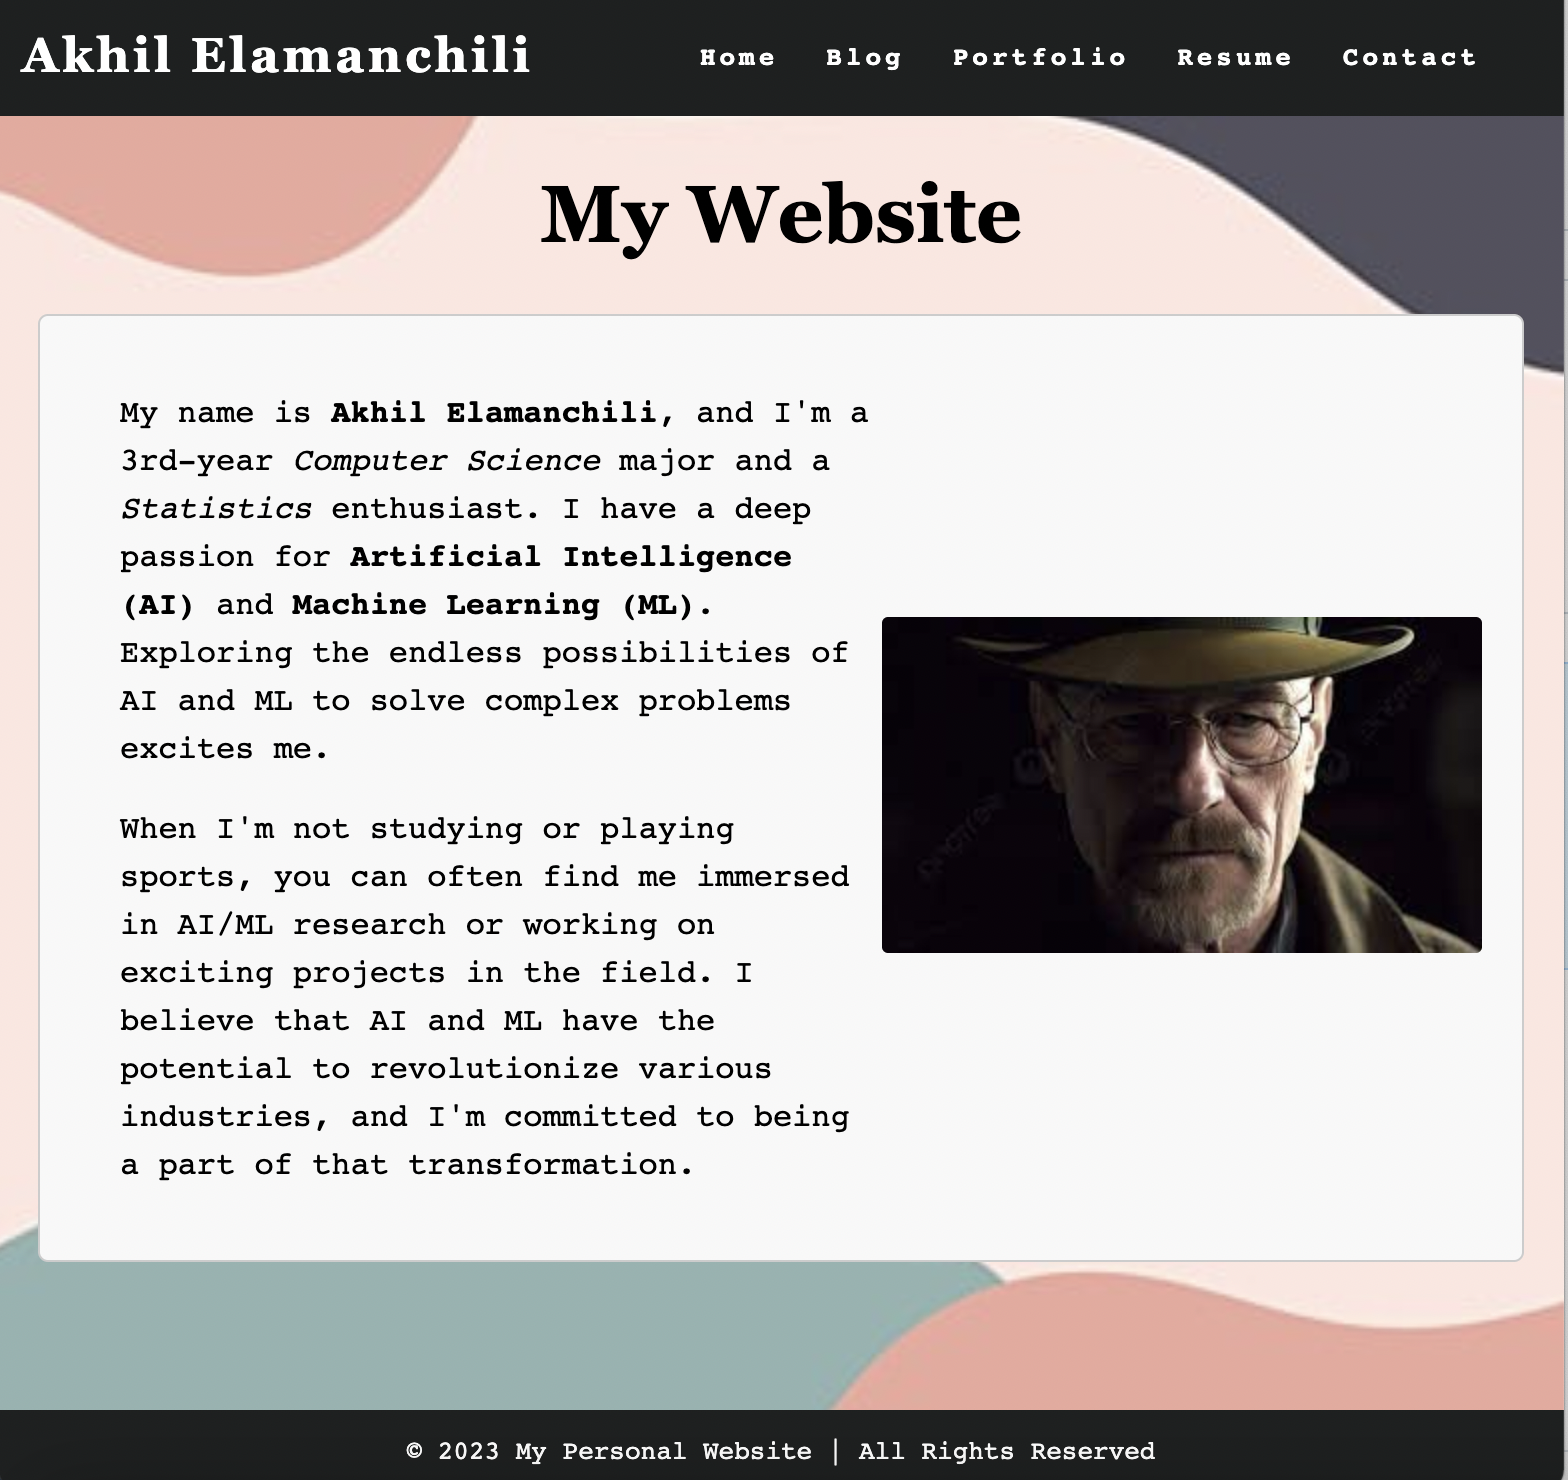 Akhil Elamanchili
Home Blog Portfolio Resume Contact
My Website
My name is Akhil Elamanchili, and I'm a
3rd-year Computer Science major and a
Statistics enthusiast. I have a deep
passion for Artificial Intelligence
(AI) and Machine Learning (ML).
Exploring the endless possibilities of
AI and ML to solve complex problems
excites me.
When I'm not studying or playing
sports, you can often find me immersed
in AI/ML research or working on
exciting projects in the field. I
believe that AI and ML have the
potential to revolutionize various
industries, and I'm committed to being
a part of that transformation.
© 2023 My Personal Website | All Rights Reserved